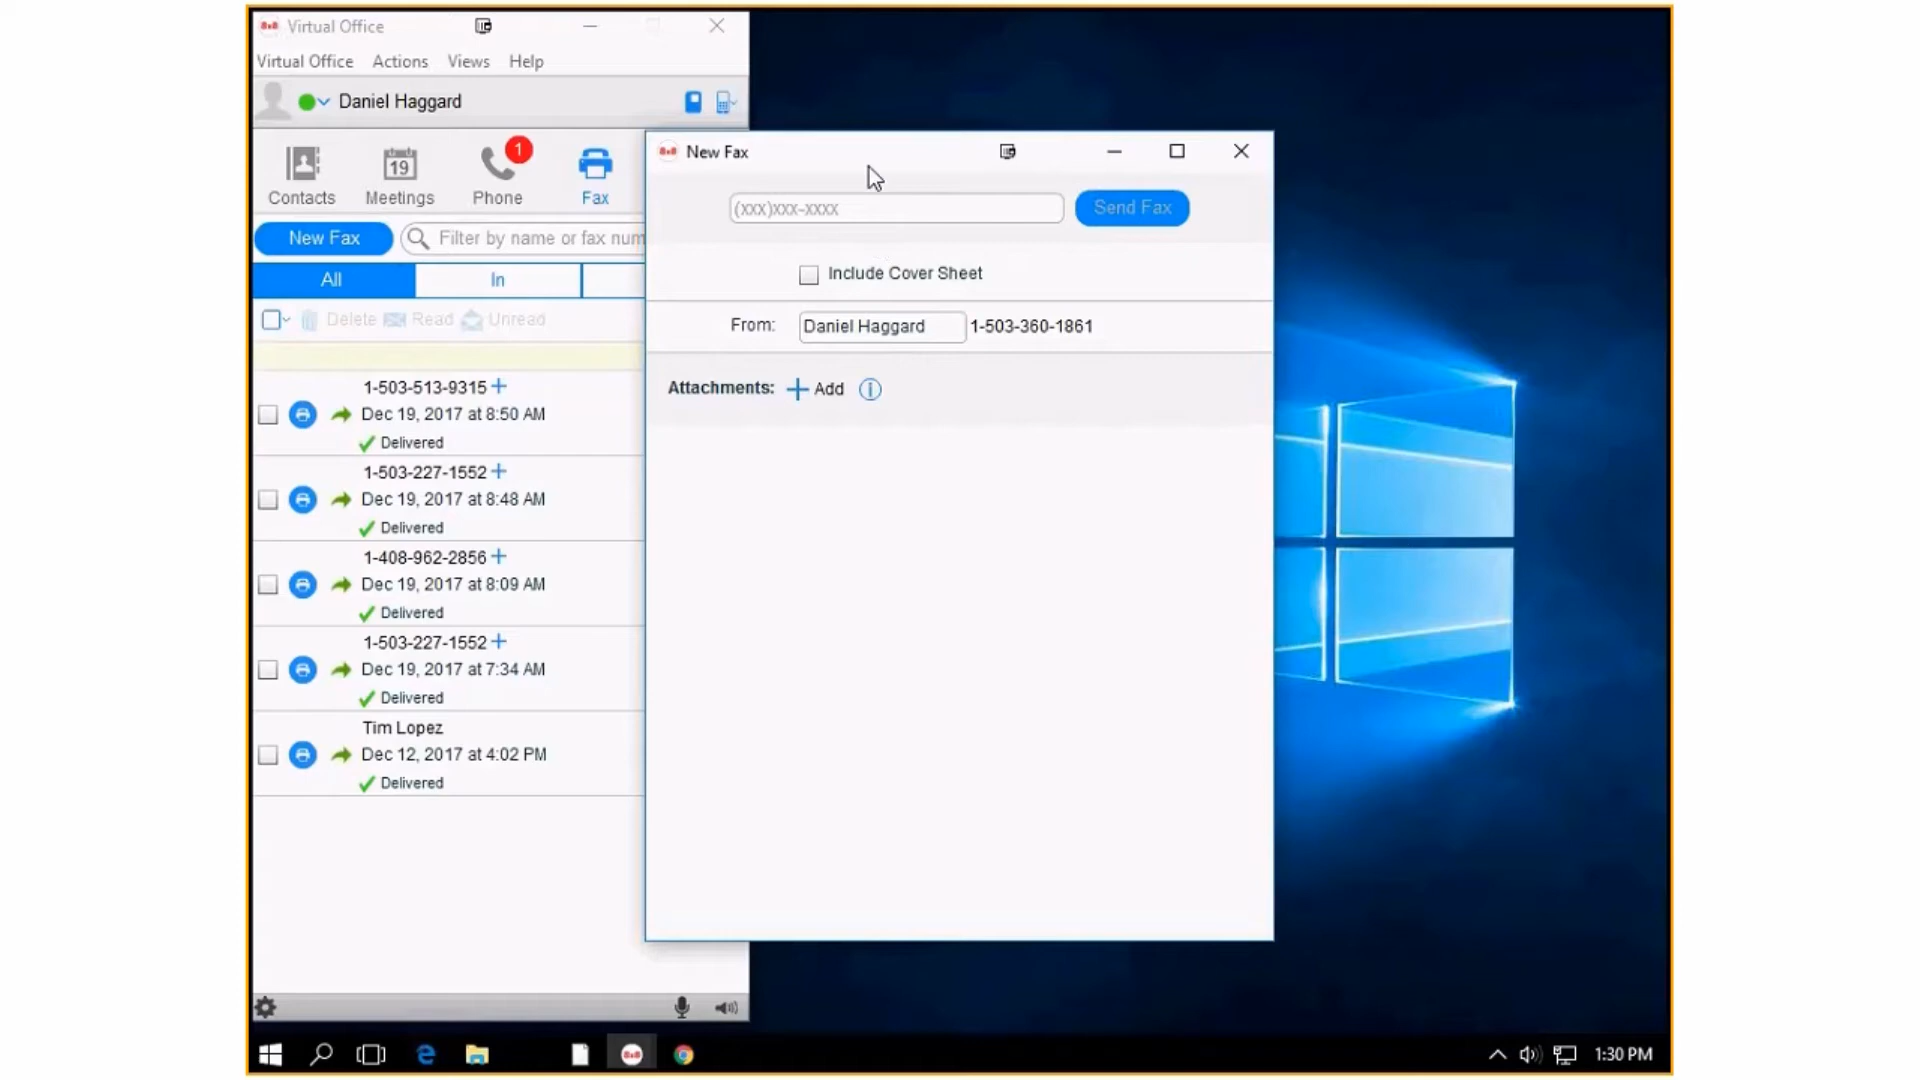 Virtual Office
Virtual Office Actions Views Help
Daniel Haggard
19
1
Contacts Meetings Phone Fax
New Fax Filter by name or fax num
All In
Delete Read Unread
1-503-513-9315
Dec 19, 2017 at 8:50 AM
Delivered
1-503-227-1552
Dec 19, 2017 at 8:48 AM
Delivered
1-408-962-2856
Dec 19, 2017 at 8:09 AM
Delivered
1-503-227-1552
Dec 19, 2017 at 7:34 AM
Delivered
Tim Lopez
Dec 12, 2017 at 4:02 PM
Delivered
8x8 New Fax
(xxx)xxx-xxxx Send Fax
Include Cover Sheet
From: Daniel Haggard 1-503-360-1861
Attachments: + Add
8x8
1:30 PM